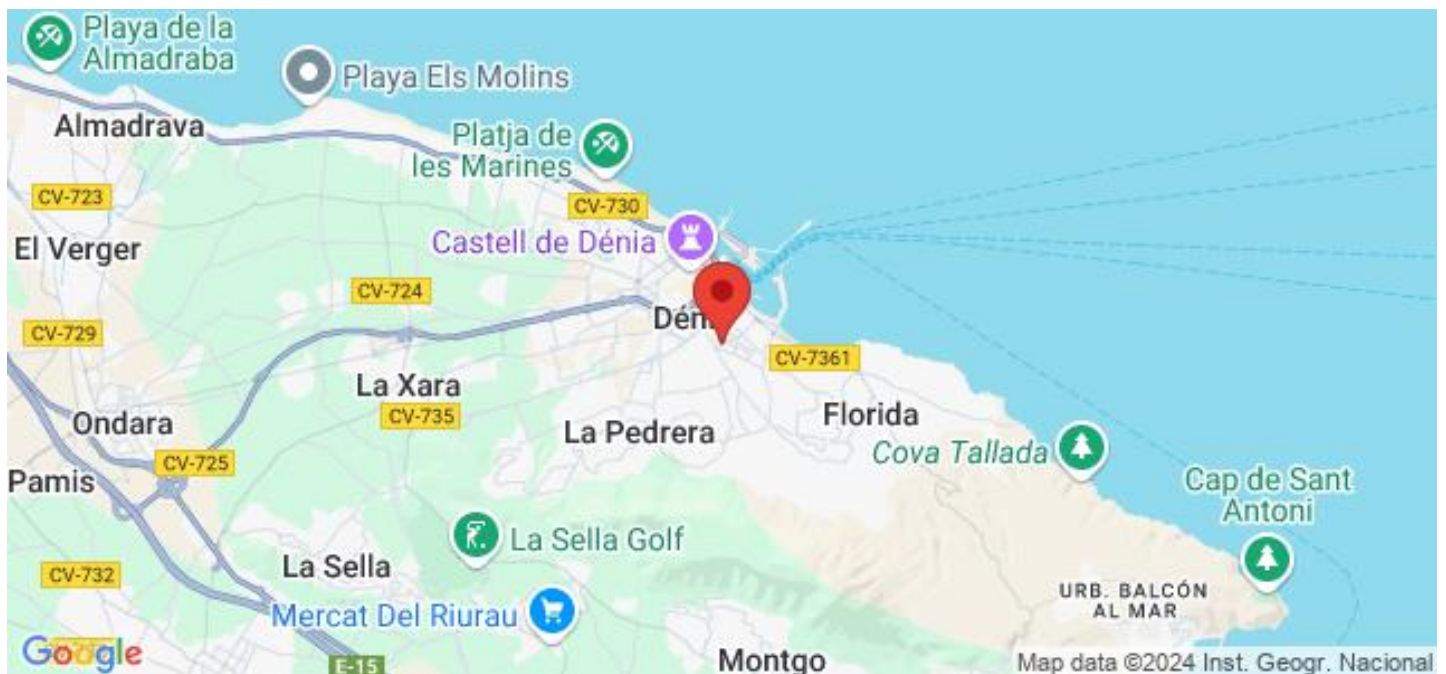 Playa de la
Almadraba
Playa Els Molins
Almadrava
Platja de
les Marines
CV-723
CV-730
El Verger
Castell de Dénia
CV-724
CV-729
CV-7361
La Xara
CV-735
Florida
Ondara
La Pedrera
Cova Tallada
CV-725
Pamis
Cap de Sant
Antoni
La Sella Golf
La Sella
CV-732
URB. BALCÓN
AL MAR
Mercat Del Riurau
Google
E-15
Montgo
Map data ©2024 Inst. Geogr. Nacional